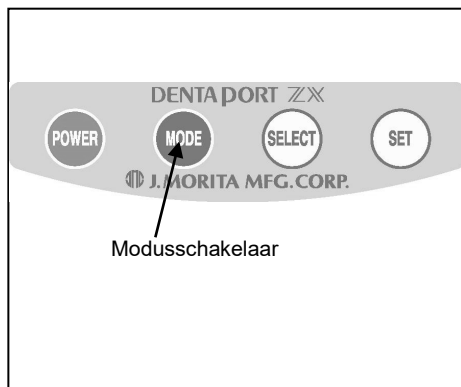 DENTAPORT ZX
POWER MODE SELECT SET
J.MORITA MFG.CORP.
Modusschakelaar